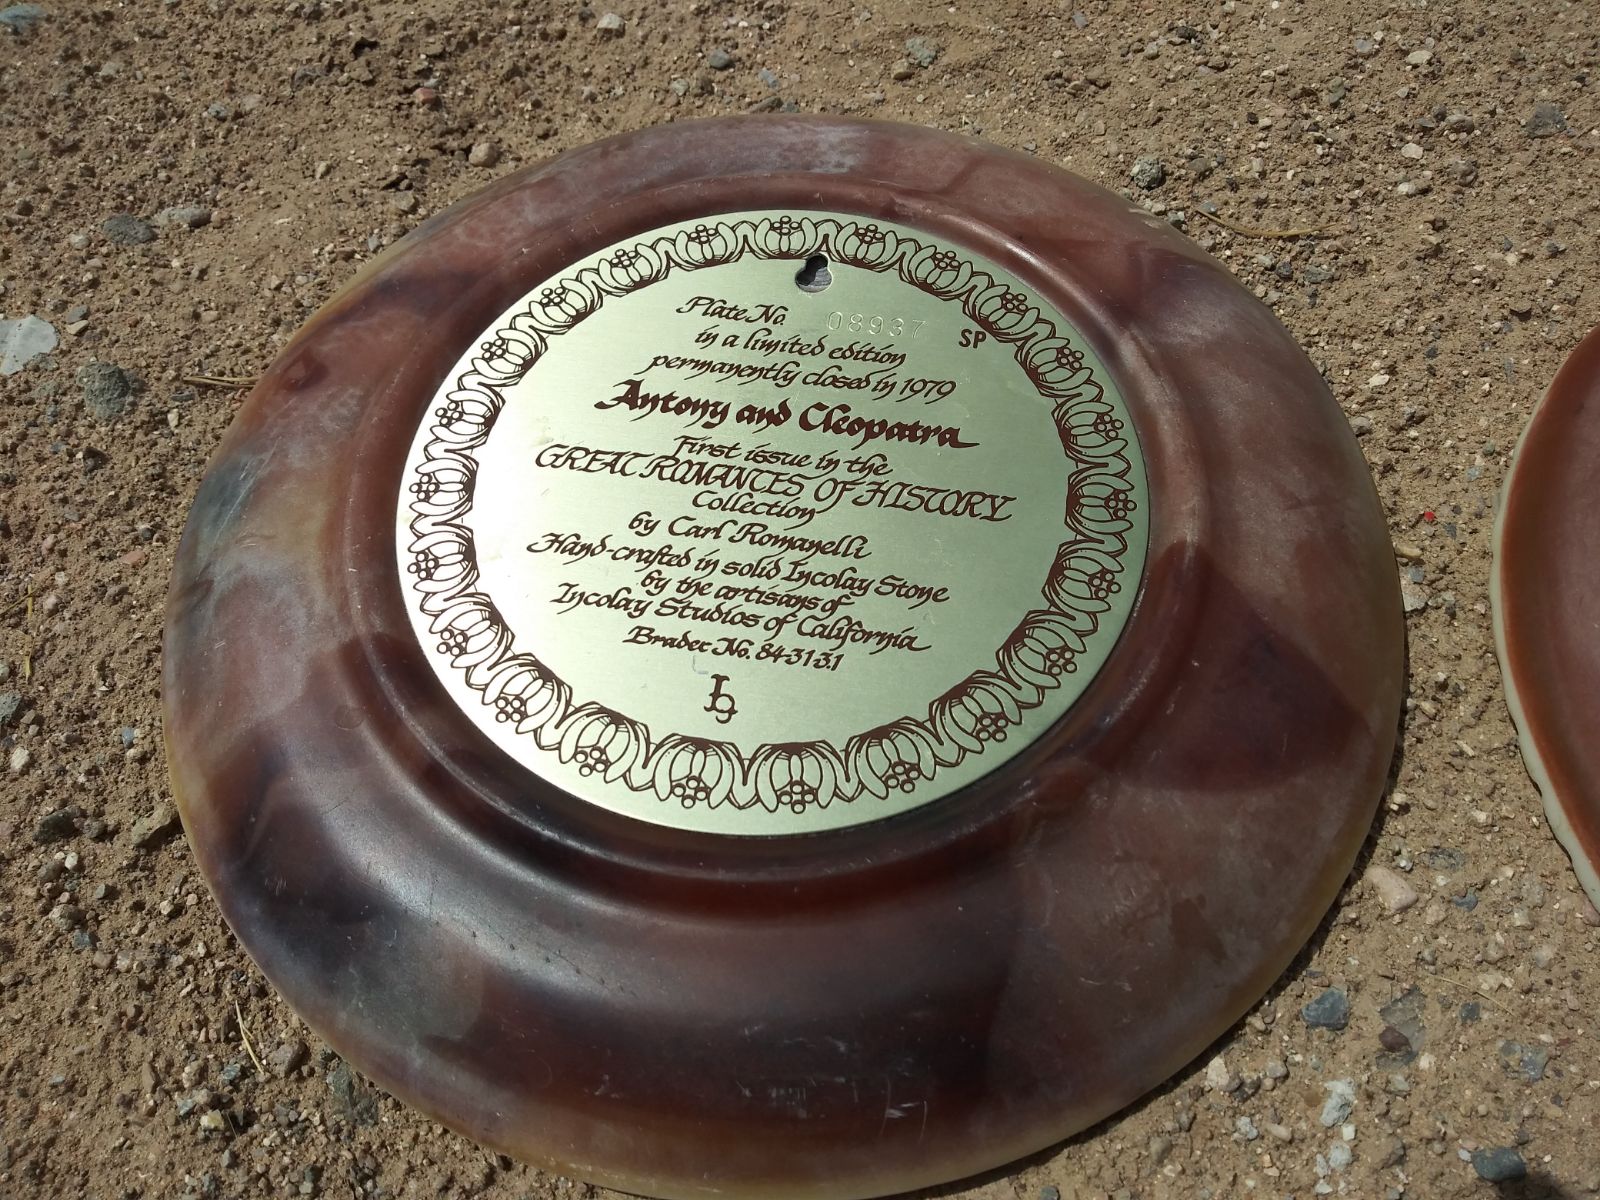 Plate No. 08937 SP
in a limited edition
permanently closed in 1979
Antony and Cleopatra
First issue in the
GREAT ROMANCES OF HISTORY
Collection
by Carl Romanelli
Hand-crafted in solid Incolay Stone
by the artisans of
Incolay Studios of California
Bradex No. 84-I31-3.1